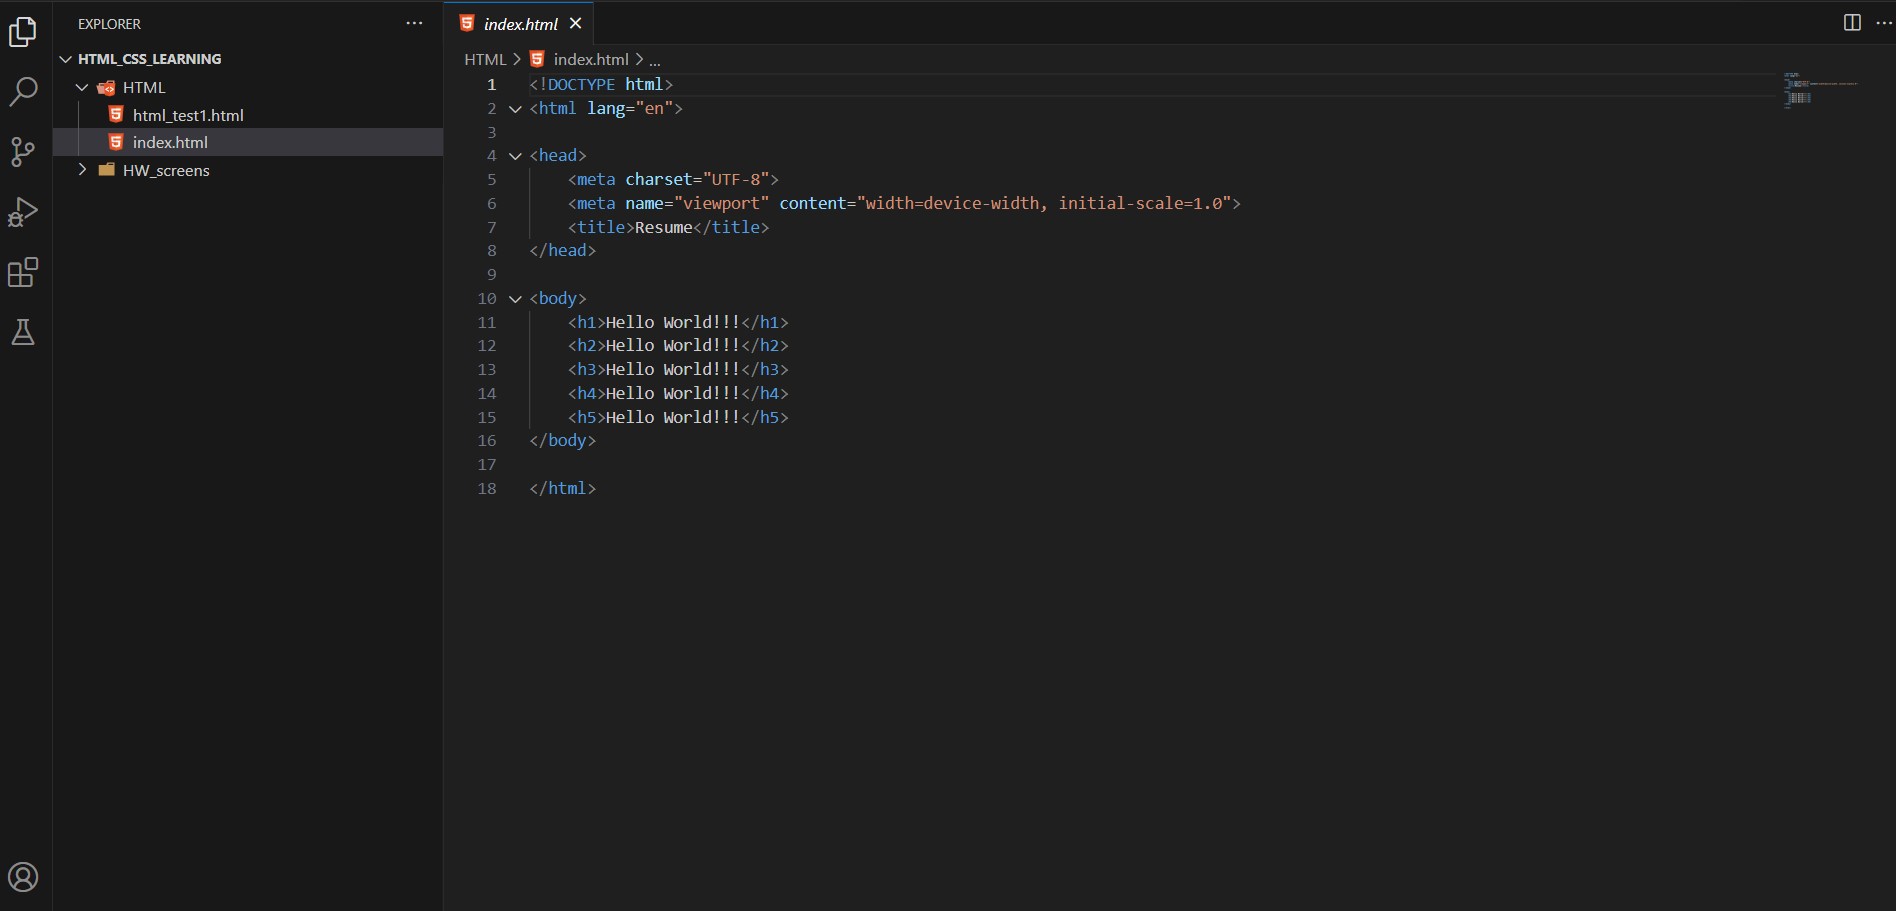 EXPLORER
HTML_CSS_LEARNING
HTML
html_test1.html
index.html
HW_screens
index.html
HTML > index.html > ...
1 <!DOCTYPE html>
2 <html lang="en">
3
4 <head>
5     <meta charset="UTF-8">
6     <meta name="viewport" content="width=device-width, initial-scale=1.0">
7     <title>Resume</title>
8 </head>
9
10 <body>
11     <h1>Hello World!!!</h1>
12     <h2>Hello World!!!</h2>
13     <h3>Hello World!!!</h3>
14     <h4>Hello World!!!</h4>
15     <h5>Hello World!!!</h5>
16 </body>
17
18 </html>